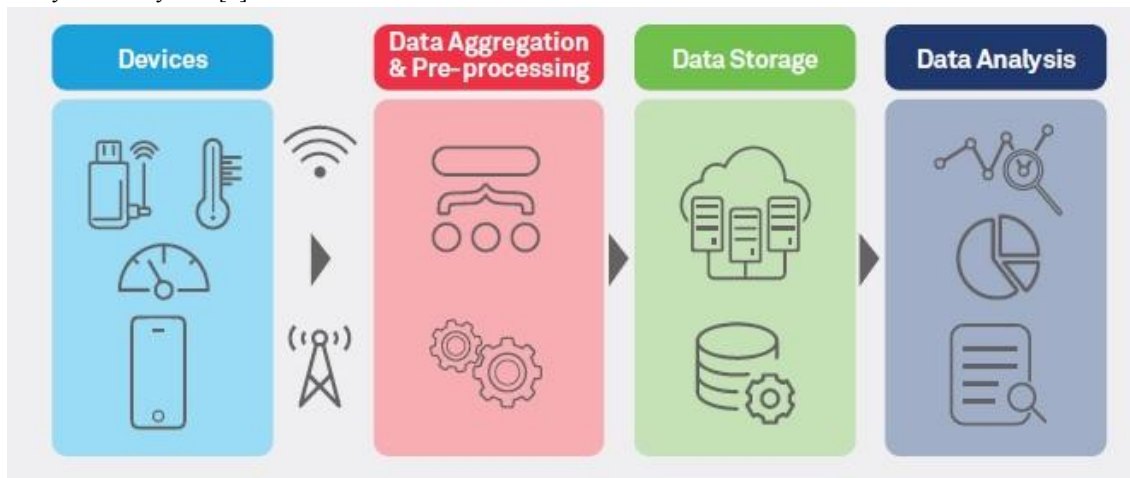 Devices
Data Aggregation
& Pre-processing
Data Storage
Data Analysis